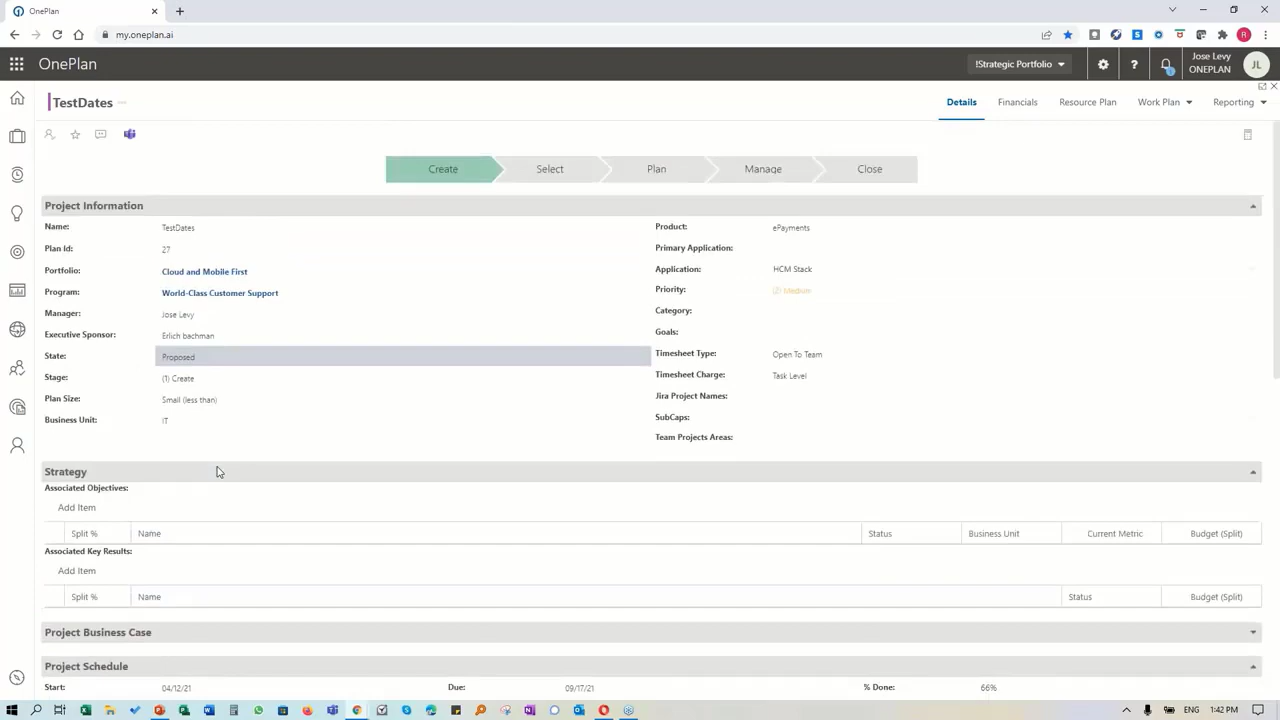 OnePlan
my.oneplan.ai
R
OnePlan
!Strategic Portfolio
?
Jose Levy
ONEPLAN
JL
TestDates
Details
Financials
Resource Plan
Work Plan
Reporting
Create
Select
Plan
Manage
Close
Project Information
Name: TestDates
Plan Id: 27
Portfolio: Cloud and Mobile First
Program: World-Class Customer Support
Manager: Jose Levy
Executive Sponsor: Erlich bachman
State: Proposed
Stage: (1) Create
Plan Size: Small (less than)
Business Unit: IT
Product: ePayments
Primary Application:
Application: HCM Stack
Priority: (2) Medium
Category:
Goals:
Timesheet Type: Open To Team
Timesheet Charge: Task Level
Jira Project Names:
SubCaps:
Team Projects Areas:
Strategy
Associated Objectives:
Add Item
Split % Name Status Business Unit Current Metric Budget (Split)
Associated Key Results:
Add Item
Split % Name Status Budget (Split)
Project Business Case
Project Schedule
Start: 04/12/21 Due: 09/17/21 % Done: 66%
ENG 1:42 PM